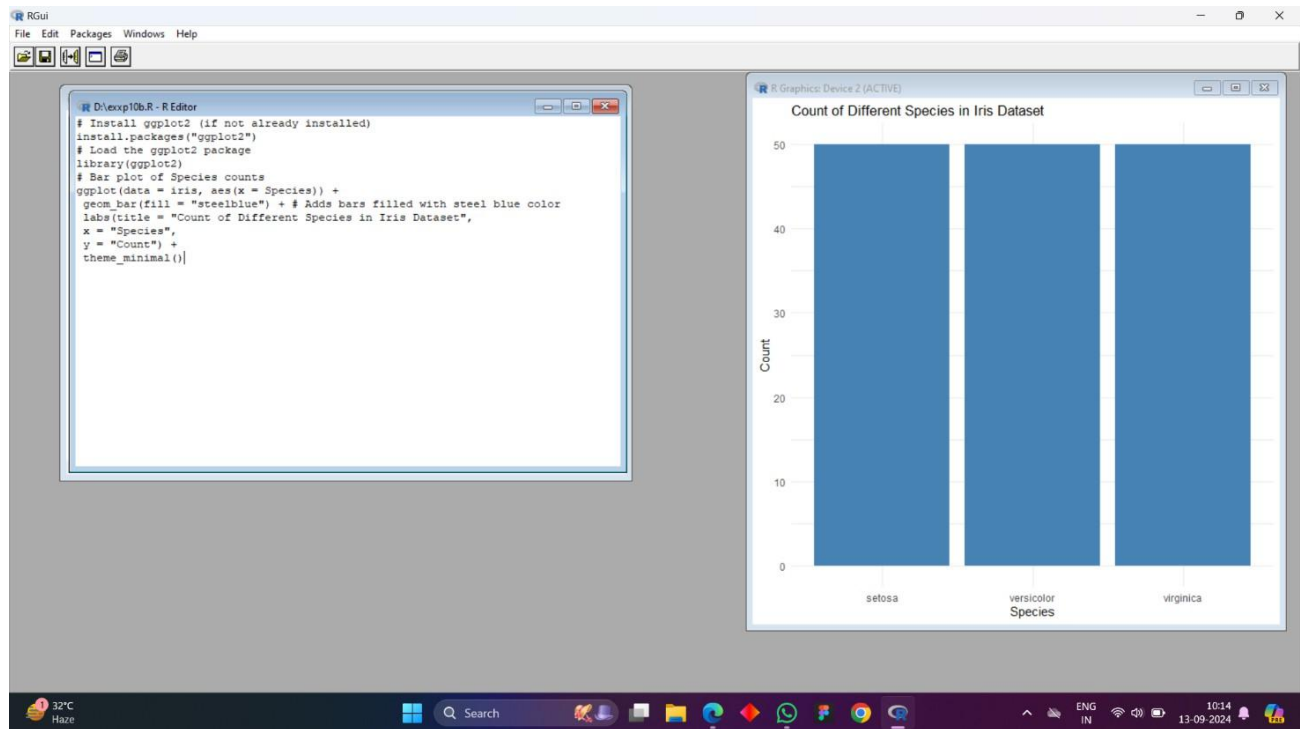 RGui
File Edit Packages Windows Help
D:\exxp10b.R - R Editor
# Install ggplot2 (if not already installed)
install.packages("ggplot2")
# Load the ggplot2 package
library(ggplot2)
# Bar plot of Species counts
ggplot(data = iris, aes(x = Species)) +
geom_bar(fill = "steelblue") + # Adds bars filled with steel blue color
labs(title = "Count of Different Species in Iris Dataset",
x = "Species",
y = "Count") +
theme_minimal()
R Graphics: Device 2 (ACTIVE)
Count of Different Species in Iris Dataset
50
40
30
20
10
0
Count
setosa versicolor virginica
Species
1
32°C
Haze
Search
ENG
IN
10:14
13-09-2024
PRE